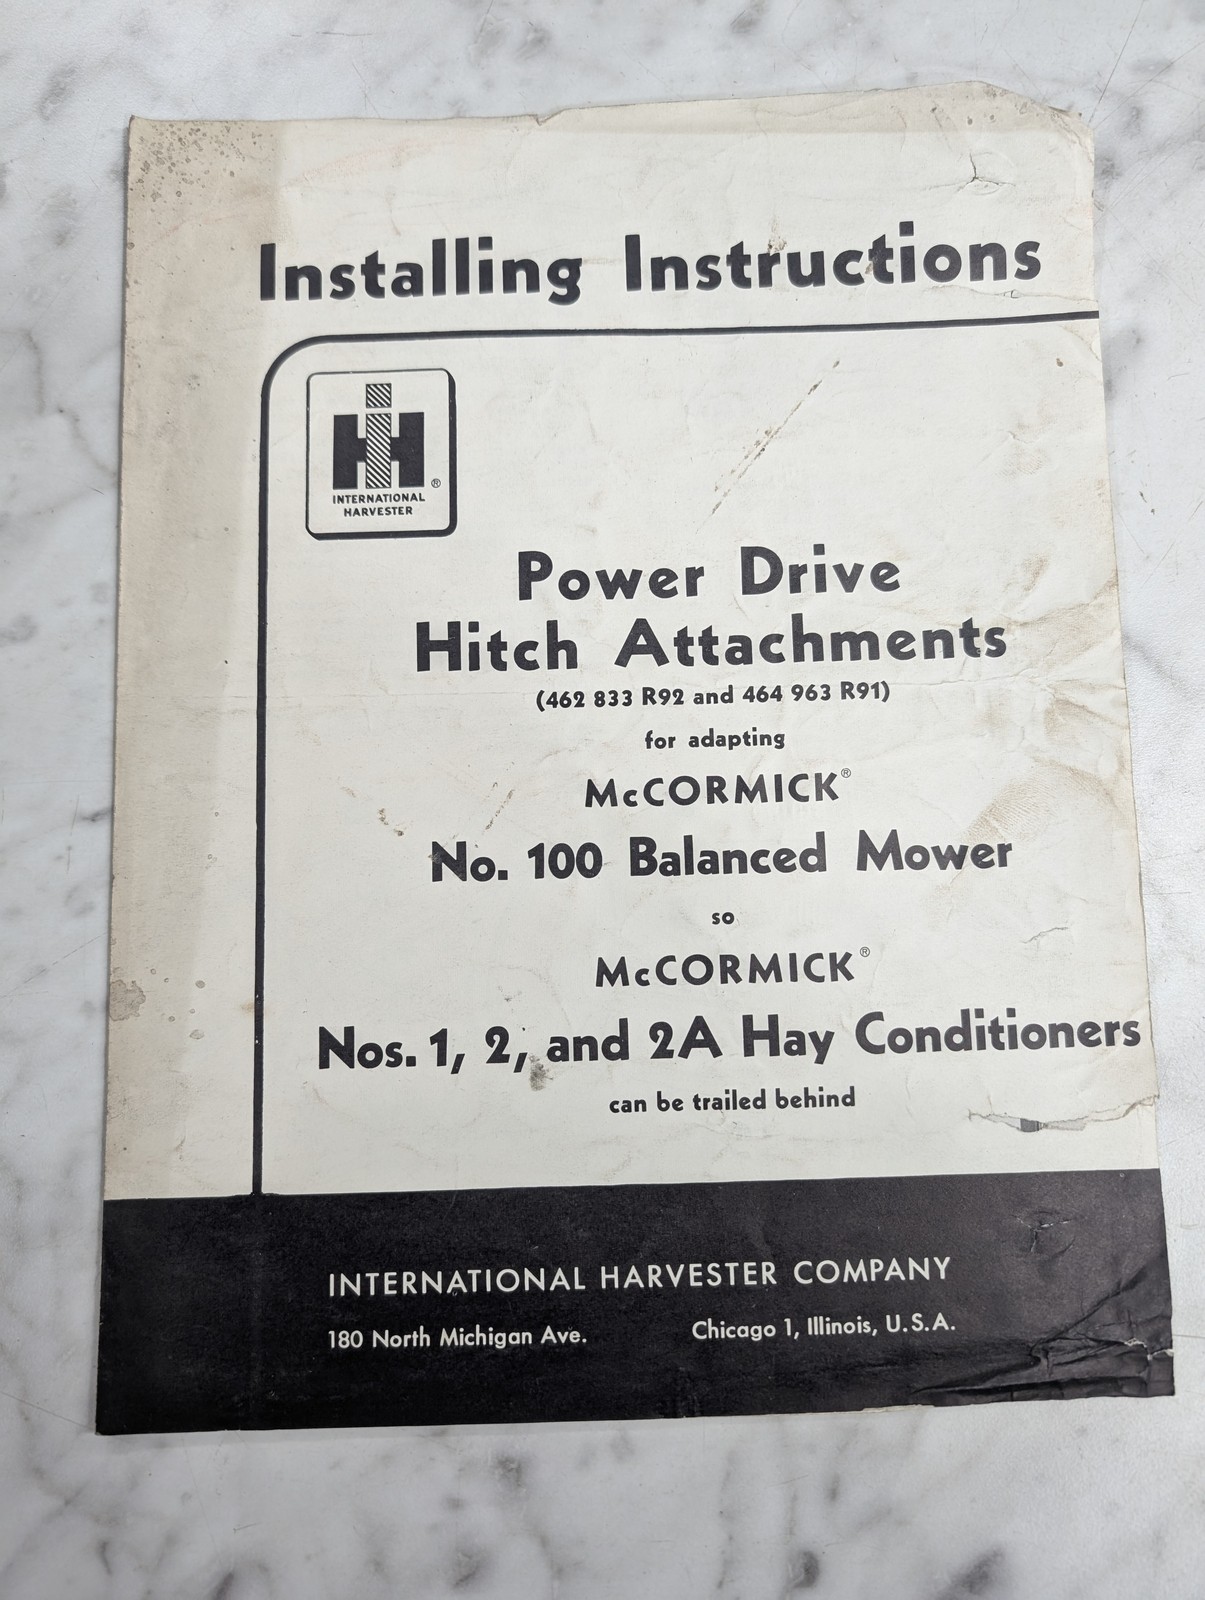 Installing Instructions
IH ®
INTERNATIONAL
HARVESTER
Power Drive
Hitch Attachments
(462 833 R92 and 464 963 R91)
for adapting
McCORMICK®
No. 100 Balanced Mower
so
McCORMICK®
Nos. 1, 2, and 2A Hay Conditioners
can be trailed behind
INTERNATIONAL HARVESTER COMPANY
180 North Michigan Ave. Chicago 1, Illinois, U.S.A.